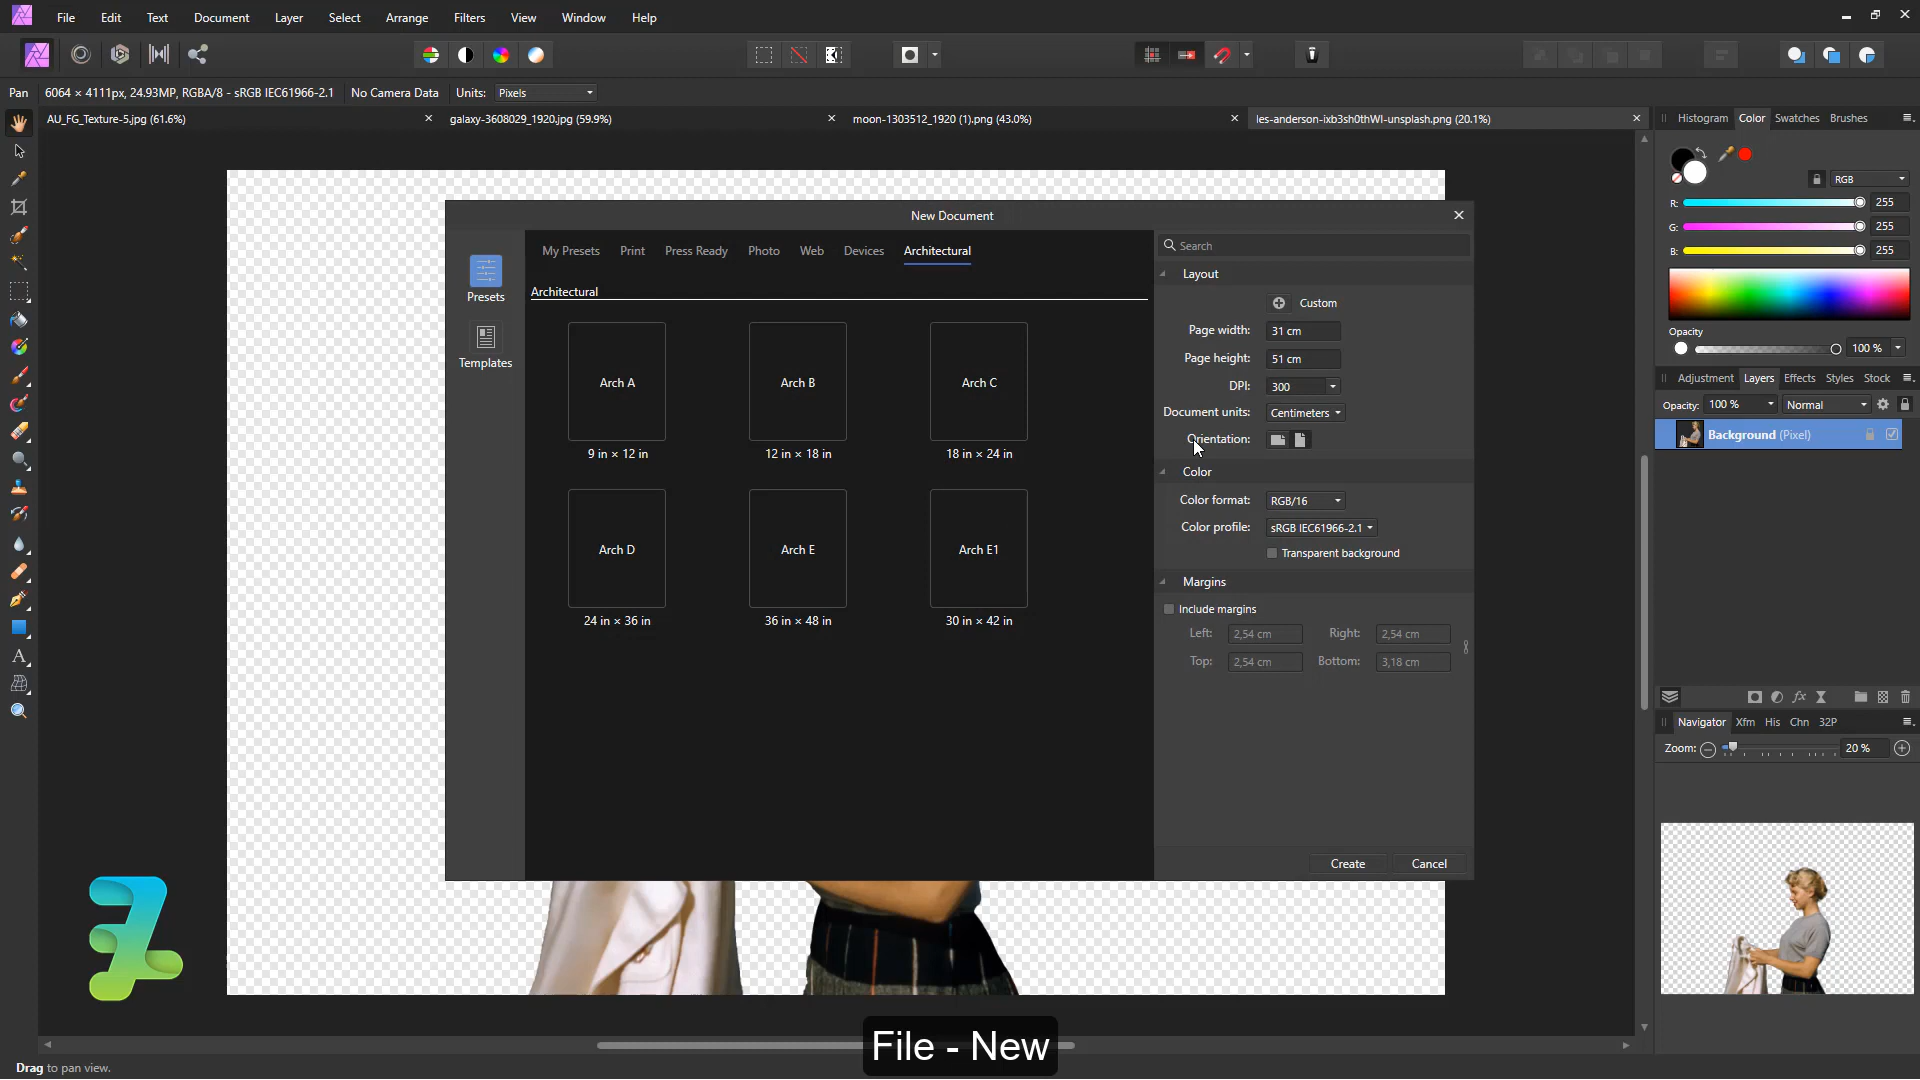 File Edit Text Document Layer Select Arrange Filters View Window Help
Pan 6064 × 4111px, 24.93MP, RGBA/8 - sRGB IEC61966-2.1 No Camera Data Units: Pixels
AU_FG_Texture-5.jpg (61.6%) galaxy-3608029_1920.jpg (59.9%) moon-1303512_1920 (1).png (43.0%) les-anderson-ixb3sh0thWI-unsplash.png (20.1%)
Histogram Color Swatches Brushes
RGB
R: 255
G: 255
B: 255
Opacity
100 %
Adjustment Layers Effects Styles Stock
Opacity: 100 % Normal
Background (Pixel)
fx
Navigator Xfm His Chn 32P
Zoom: 20 %
New Document
Presets
Templates
My Presets Print Press Ready Photo Web Devices Architectural
Architectural
Arch A Arch B Arch C
9 in × 12 in 12 in × 18 in 18 in × 24 in
Arch D Arch E Arch E1
24 in × 36 in 36 in × 48 in 30 in × 42 in
Search
Layout
Custom
Page width: 31 cm
Page height: 51 cm
DPI: 300
Document units: Centimeters
Orientation:
Color
Color format: RGB/16
Color profile: sRGB IEC61966-2.1
Transparent background
Margins
Include margins
Left: 2,54 cm Right: 2,54 cm
Top: 2,54 cm Bottom: 3,18 cm
Create Cancel
File - New
Drag to pan view.